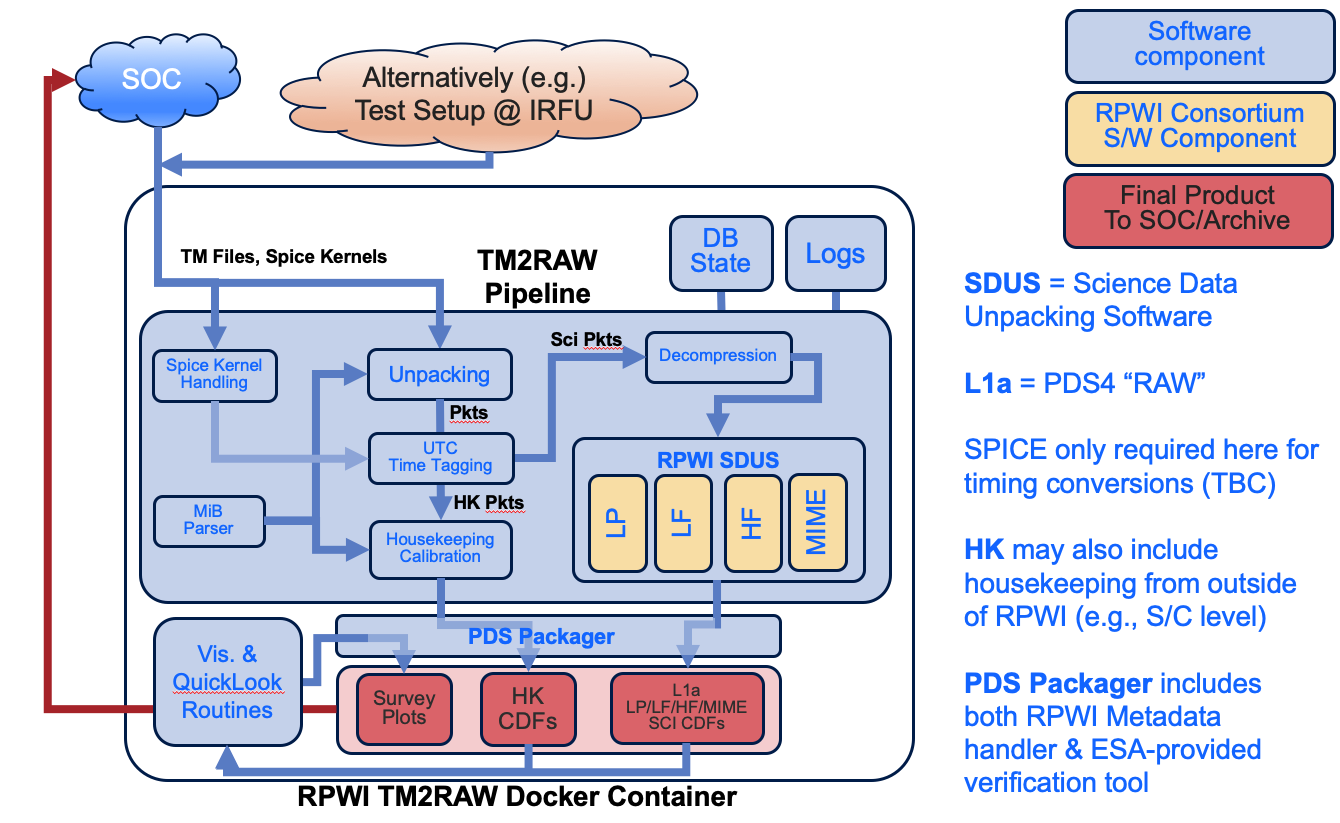 SOC
Alternatively (e.g.)
Test Setup @ IRFU
Software
component
RPWI Consortium
S/W Component
Final Product
To SOC/Archive
TM Files, Spice Kernels
TM2RAW
Pipeline
DB
State
Logs
Spice Kernel
Handling
Unpacking
Sci Pkts
Decompression
Pkts
UTC
Time Tagging
HK Pkts
MiB
Parser
Housekeeping
Calibration
RPWI SDUS
LP
LF
HF
MIME
PDS Packager
Vis. &
QuickLook
Routines
Survey
Plots
HK
CDFs
L1a
LP/LF/HF/MIME
SCI CDFs
RPWI TM2RAW Docker Container
SDUS = Science Data
Unpacking Software
L1a = PDS4 “RAW”
SPICE only required here for
timing conversions (TBC)
HK may also include
housekeeping from outside
of RPWI (e.g., S/C level)
PDS Packager includes
both RPWI Metadata
handler & ESA-provided
verification tool